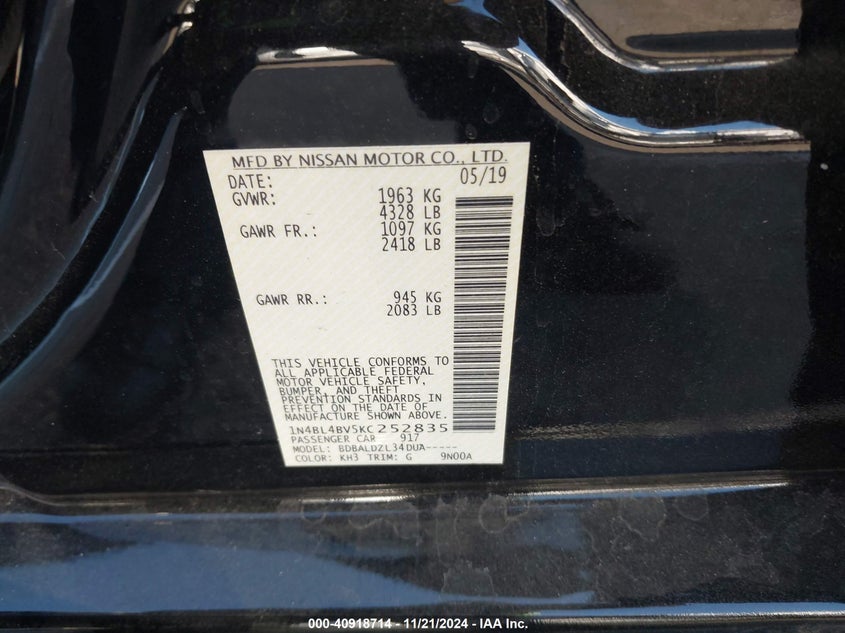 MFD BY NISSAN MOTOR CO., LTD.
DATE: 05/19
GVWR: 1963 KG
4328 LB
GAWR FR.: 1097 KG
2418 LB
GAWR RR.: 945 KG
2083 LB
THIS VEHICLE CONFORMS TO
ALL APPLICABLE FEDERAL
MOTOR VEHICLE SAFETY,
BUMPER, AND THEFT
PREVENTION STANDARDS IN
EFFECT ON THE DATE OF
MANUFACTURE SHOWN ABOVE.
1N4BL4BV5KC252835
PASSENGER CAR 917
MODEL: BDBALDZL34DUA-----
COLOR: KH3 TRIM: G 9N00A
000-40918714 - 11/21/2024 - IAA Inc.